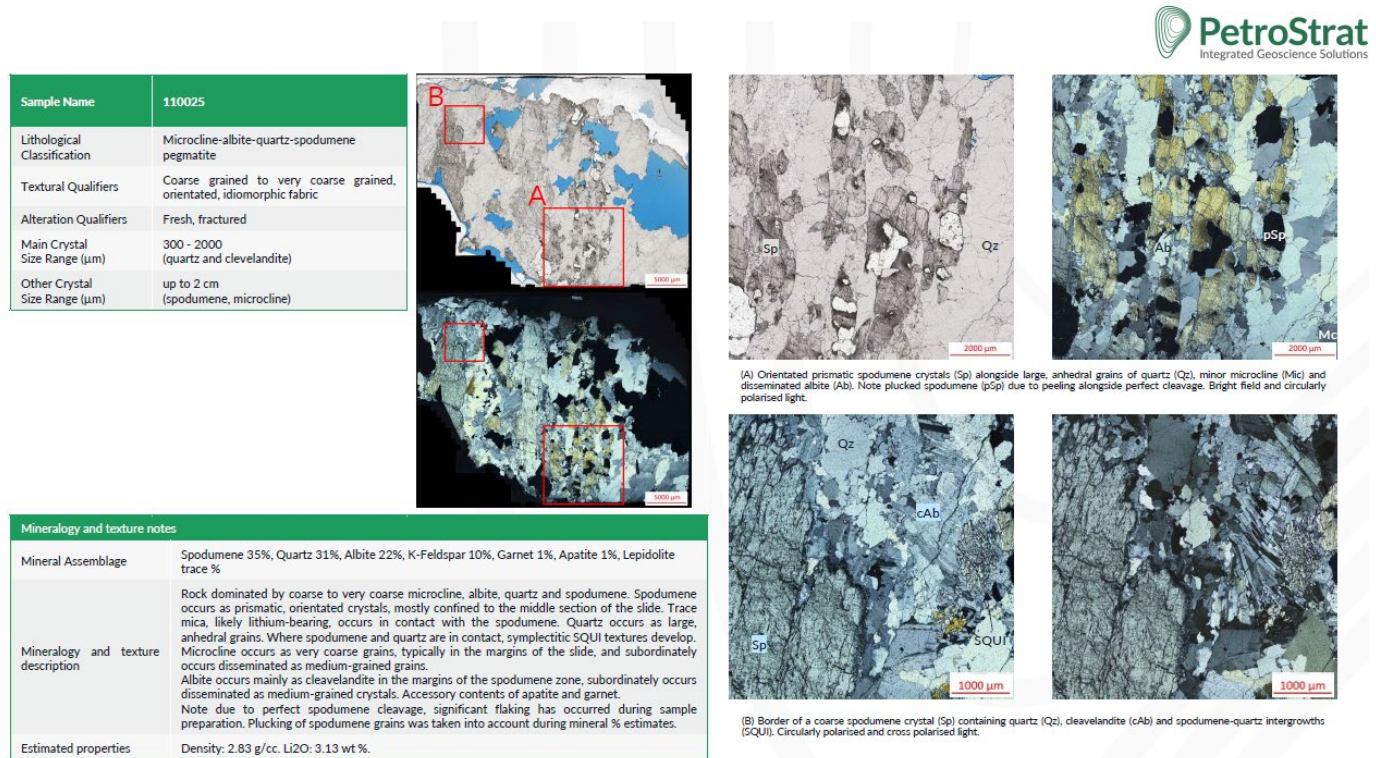 PetroStrat
Integrated Geoscience Solutions
Sample Name 110025
Lithological Classification
Microcline-albite-quartz-spodumene pegmatite
Textural Qualifiers
Coarse grained to very coarse grained, orientated, idiomorphic fabric
Alteration Qualifiers
Fresh, fractured
Main Crystal Size Range (µm)
300 - 2000
(quartz and clevelandite)
Other Crystal Size Range (µm)
up to 2 cm
(spodumene, microcline)
B
A
5000 µm
5000 µm
Sp
Qz
2000 µm
Ab
pSp
Mc
2000 µm
(A) Orientated prismatic spodumene crystals (Sp) alongside large, anhedral grains of quartz (Qz), minor microcline (Mic) and
disseminated albite (Ab). Note plucked spodumene (pSp) due to peeling alongside perfect cleavage. Bright field and circularly
polarised light.
Qz
cAb
Sp
SQUI
1000 µm
1000 µm
(B) Border of a coarse spodumene crystal (Sp) containing quartz (Qz), cleavelandite (cAb) and spodumene-quartz intergrowths
(SQUI). Circularly polarised and cross polarised light.
Mineralogy and texture notes
Mineral Assemblage
Spodumene 35%, Quartz 31%, Albite 22%, K-Feldspar 10%, Garnet 1%, Apatite 1%, Lepidolite
trace %
Mineralogy and texture description
Rock dominated by coarse to very coarse microcline, albite, quartz and spodumene. Spodumene
occurs as prismatic, orientated crystals, mostly confined to the middle section of the slide. Trace
mica, likely lithium-bearing, occurs in contact with the spodumene. Quartz occurs as large,
anhedral grains. Where spodumene and quartz are in contact, symplectitic SQUI textures develop.
Microcline occurs as very coarse grains, typically in the margins of the slide, and subordinately
occurs disseminated as medium-grained grains.
Albite occurs mainly as cleavelandite in the margins of the spodumene zone, subordinately occurs
disseminated as medium-grained crystals. Accessory contents of apatite and garnet.
Note due to perfect spodumene cleavage, significant flaking has occurred during sample
preparation. Plucking of spodumene grains was taken into account during mineral % estimates.
Estimated properties
Density: 2.83 g/cc. Li2O: 3.13 wt %.